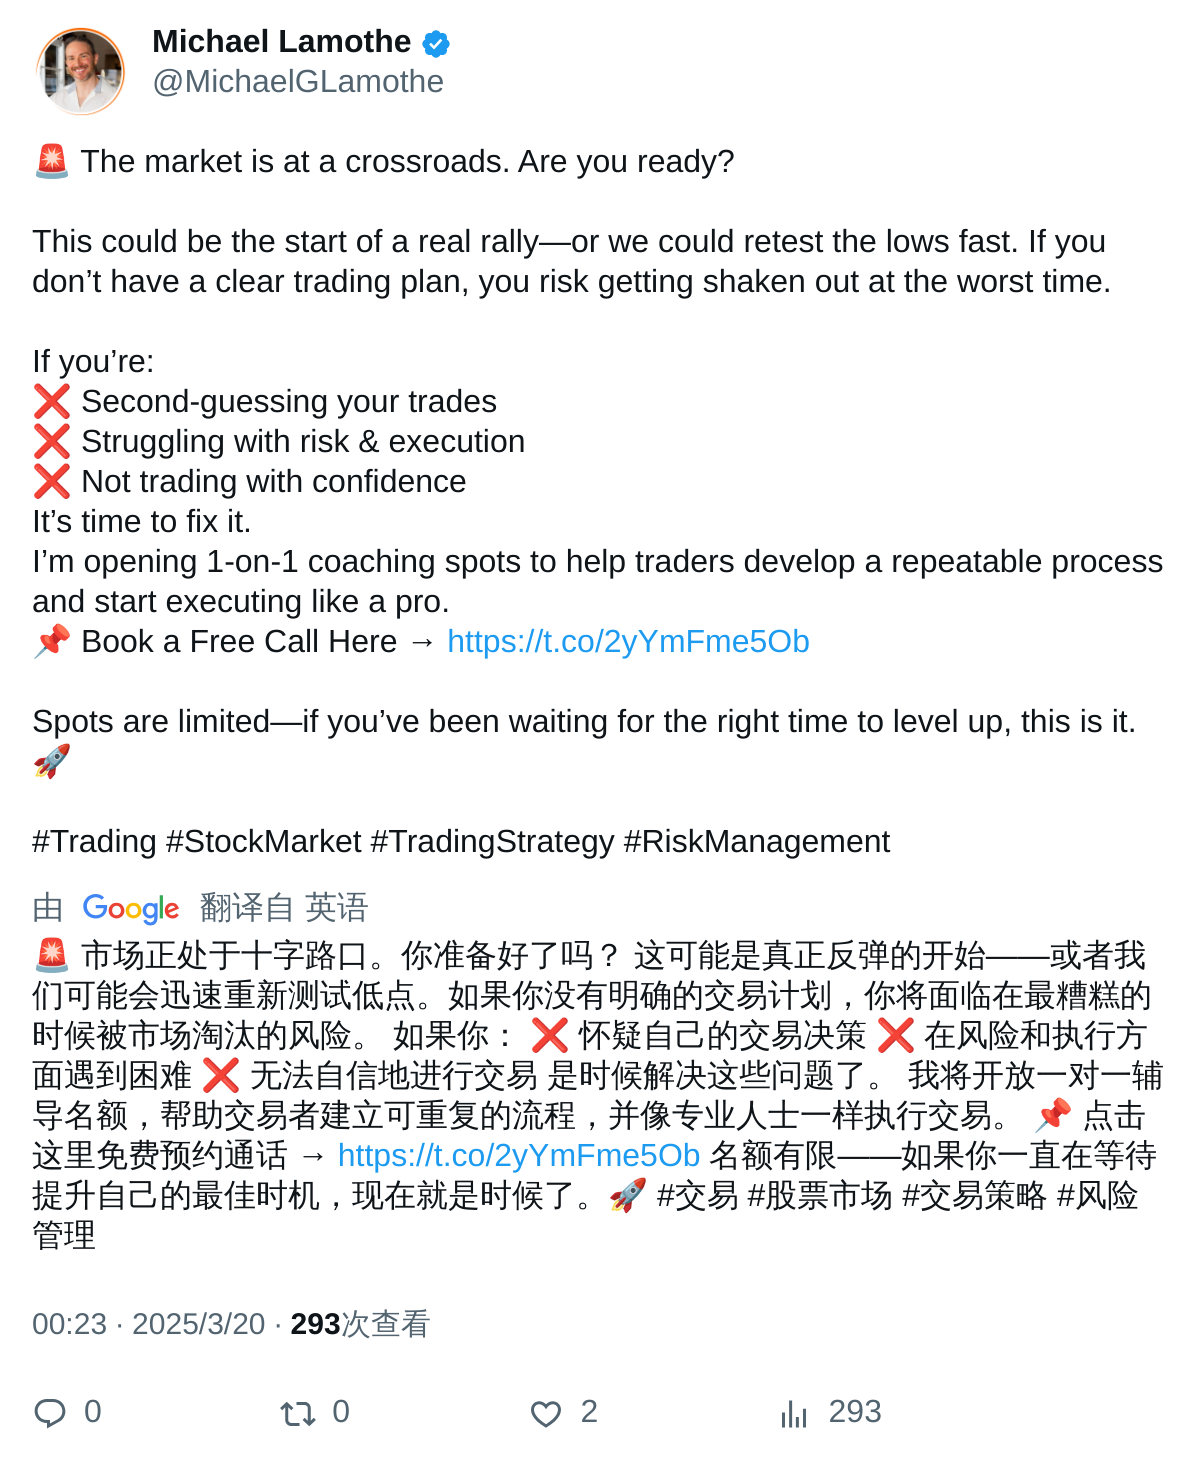 Michael Lamothe
@MichaelGLamothe
🚨 The market is at a crossroads. Are you ready?
This could be the start of a real rally—or we could retest the lows fast. If you
don’t have a clear trading plan, you risk getting shaken out at the worst time.
If you’re:
❌ Second-guessing your trades
❌ Struggling with risk & execution
❌ Not trading with confidence
It’s time to fix it.
I’m opening 1-on-1 coaching spots to help traders develop a repeatable process
and start executing like a pro.
📌 Book a Free Call Here → https://t.co/2yYmFme5Ob
Spots are limited—if you’ve been waiting for the right time to level up, this is it.
🚀
#Trading #StockMarket #TradingStrategy #RiskManagement
由 Google 翻译自 英语
🚨 市场正处于十字路口。你准备好了吗？ 这可能是真正反弹的开始——或者我
们可能会迅速重新测试低点。如果你没有明确的交易计划，你将面临在最糟糕的
时候被市场淘汰的风险。 如果你： ❌ 怀疑自己的交易决策 ❌ 在风险和执行方
面遇到困难 ❌ 无法自信地进行交易 是时候解决这些问题了。 我将开放一对一辅
导名额，帮助交易者建立可重复的流程，并像专业人士一样执行交易。 📌 点击
这里免费预约通话 → https://t.co/2yYmFme5Ob 名额有限——如果你一直在等待
提升自己的最佳时机，现在就是时候了。🚀 #交易 #股票市场 #交易策略 #风险
管理
00:23 · 2025/3/20 · 293次查看
0 0 2 293